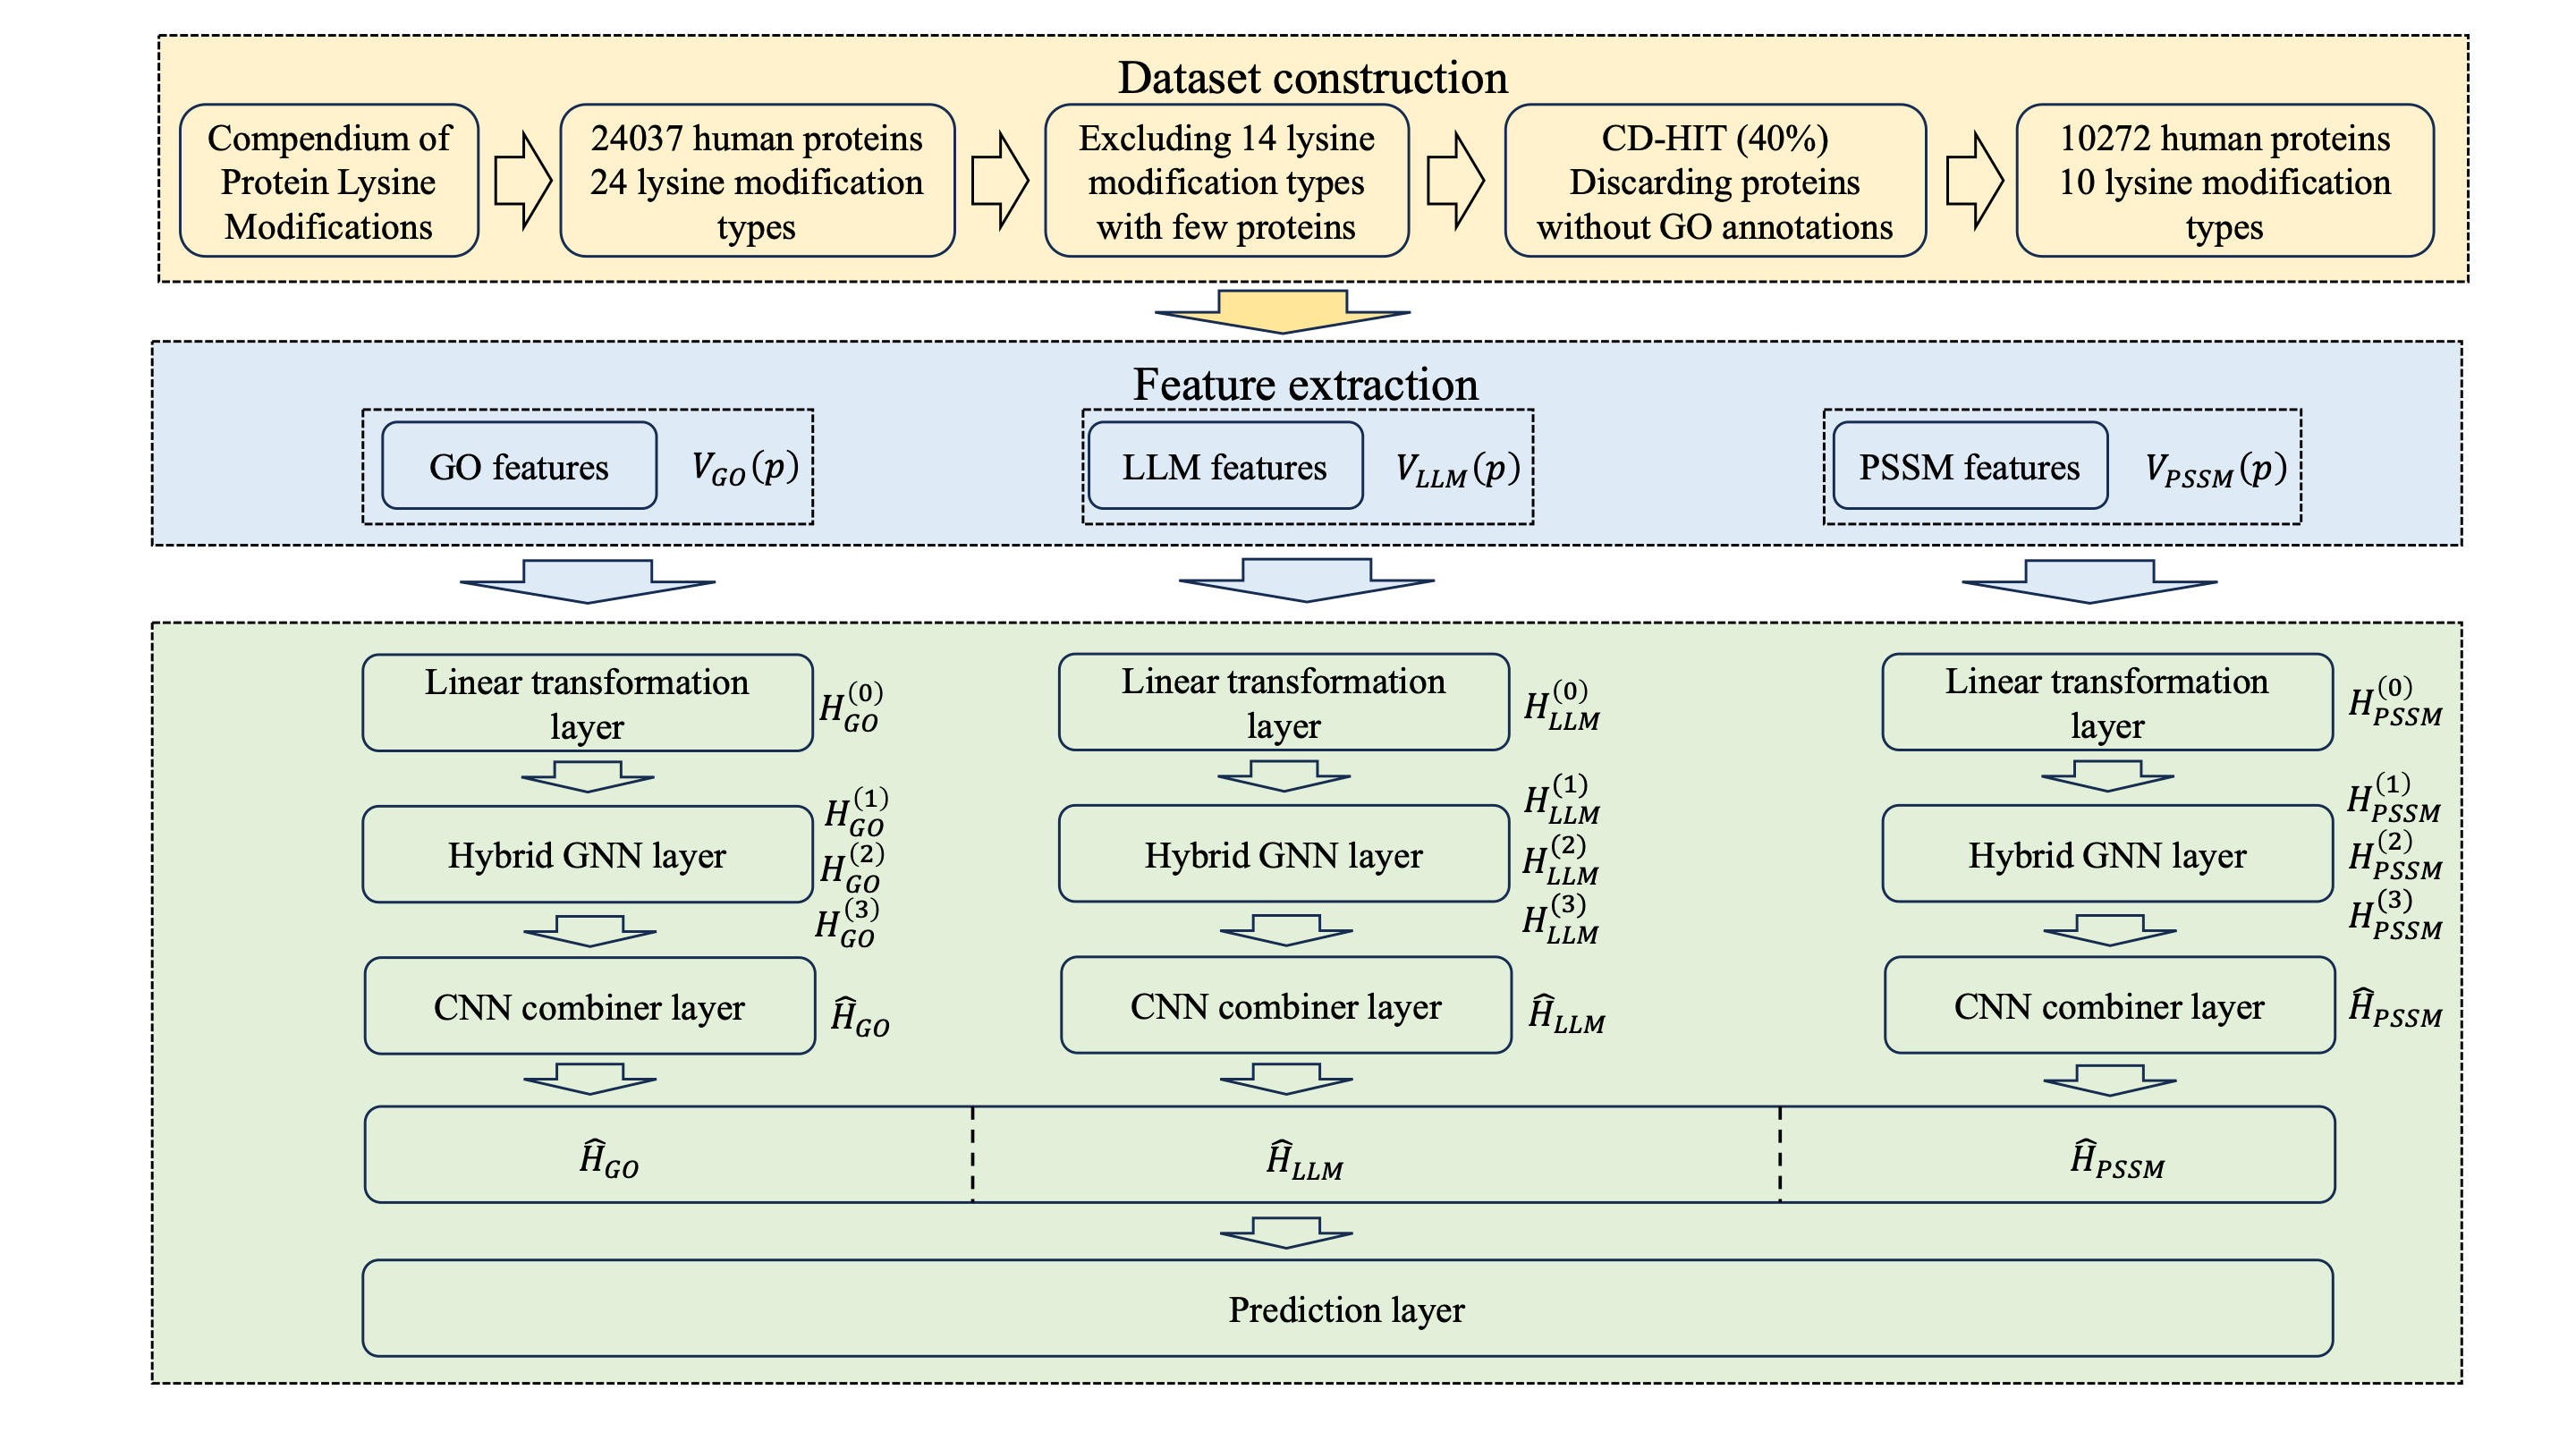 Dataset construction
Compendium of
Protein Lysine
Modifications
24037 human proteins
24 lysine modification
types
Excluding 14 lysine
modification types
with few proteins
CD-HIT (40%)
Discarding proteins
without GO annotations
10272 human proteins
10 lysine modification
types
Feature extraction
GO features
V_{GO}(p)
LLM features
V_{LLM}(p)
PSSM features
V_{PSSM}(p)
Linear transformation
layer
H_{GO}^{(0)}
Linear transformation
layer
H_{LLM}^{(0)}
Linear transformation
layer
H_{PSSM}^{(0)}
Hybrid GNN layer
H_{GO}^{(1)}
H_{GO}^{(2)}
H_{GO}^{(3)}
Hybrid GNN layer
H_{LLM}^{(1)}
H_{LLM}^{(2)}
H_{LLM}^{(3)}
Hybrid GNN layer
H_{PSSM}^{(1)}
H_{PSSM}^{(2)}
H_{PSSM}^{(3)}
CNN combiner layer
Ĥ_{GO}
CNN combiner layer
Ĥ_{LLM}
CNN combiner layer
Ĥ_{PSSM}
Ĥ_{GO}
Ĥ_{LLM}
Ĥ_{PSSM}
Prediction layer